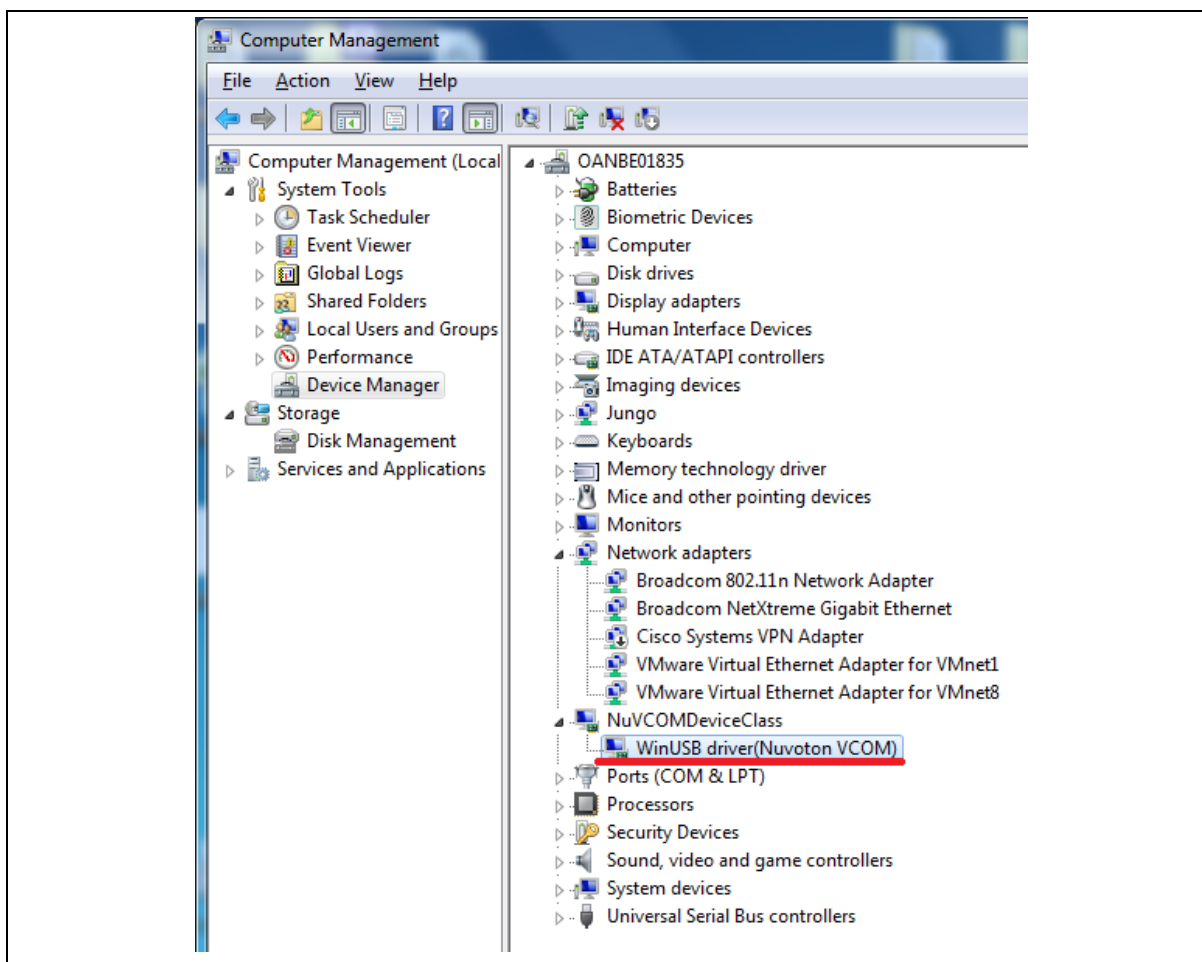 Computer Management
File Action View Help
Computer Management (Local
System Tools
Task Scheduler
Event Viewer
Global Logs
Shared Folders
Local Users and Groups
Performance
Device Manager
Storage
Disk Management
Services and Applications
OANBE01835
Batteries
Biometric Devices
Computer
Disk drives
Display adapters
Human Interface Devices
IDE ATA/ATAPI controllers
Imaging devices
Jungo
Keyboards
Memory technology driver
Mice and other pointing devices
Monitors
Network adapters
Broadcom 802.11n Network Adapter
Broadcom NetXtreme Gigabit Ethernet
Cisco Systems VPN Adapter
VMware Virtual Ethernet Adapter for VMnet1
VMware Virtual Ethernet Adapter for VMnet8
NuVCOMDeviceClass
WinUSB driver(Nuvoton VCOM)
Ports (COM & LPT)
Processors
Security Devices
Sound, video and game controllers
System devices
Universal Serial Bus controllers